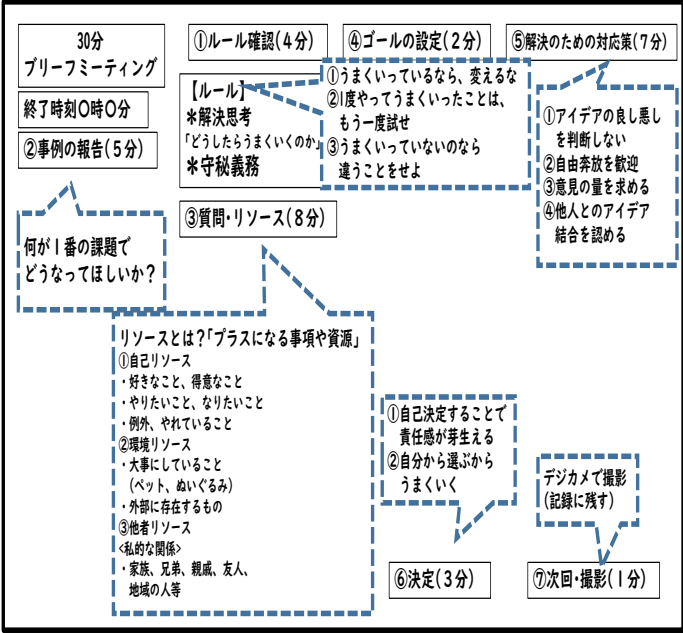 30分
ブリーフミーティング
終了時刻〇時〇分
②事例の報告(5分)
何が1番の課題で
どうなってほしいか?
①ルール確認(4分)
【ルール】
*解決思考
「どうしたらうまくいくのか」
*守秘義務
③質問・リソース(8分)
リソースとは?「プラスになる事項や資源」
①自己リソース
・好きなこと、得意なこと
・やりたいこと、なりたいこと
・例外、やれていること
②環境リソース
・大事にしていること
(ペット、ぬいぐるみ)
・外部に存在するもの
③他者リソース
<私的な関係>
・家族、兄弟、親戚、友人、
地域の人等
④ゴールの設定(2分)
①うまくいっているなら、変えるな
②1度やってうまくいったことは、
もう一度試せ
③うまくいっていないのなら
違うことをせよ
⑤解決のための対応策(7分)
①アイデアの良し悪し
を判断しない
②自由奔放を歓迎
③意見の量を求める
④他人とのアイデア
結合を認める
①自己決定することで
責任感が芽生える
②自分から選ぶから
うまくいく
⑥決定(3分)
デジカメで撮影
(記録に残す)
⑦次回・撮影(1分)